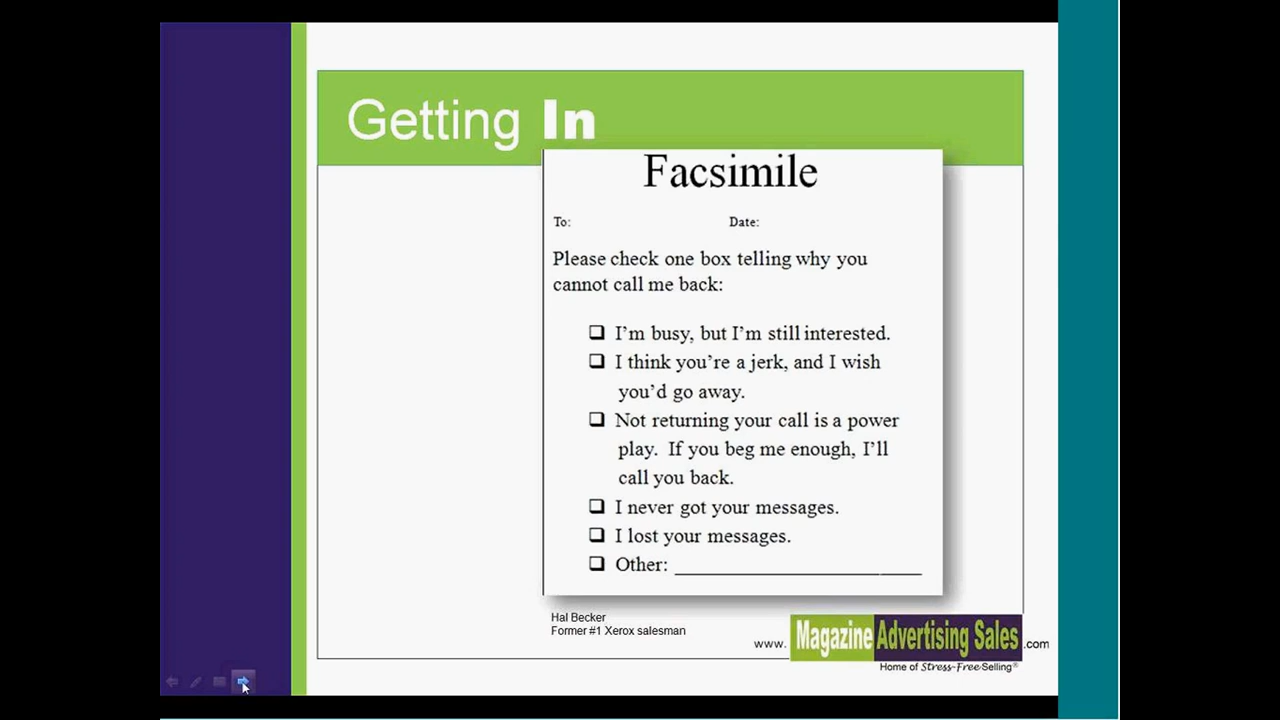 Getting In
Facsimile
To: Date:
Please check one box telling why you
cannot call me back:
❑ I'm busy, but I'm still interested.
❑ I think you're a jerk, and I wish
you'd go away.
❑ Not returning your call is a power
play. If you beg me enough, I'll
call you back.
❑ I never got your messages.
❑ I lost your messages.
❑ Other: ____________________
Hal Becker
Former #1 Xerox salesman
www. Magazine Advertising Sales .com
Home of Stress-Free Selling®